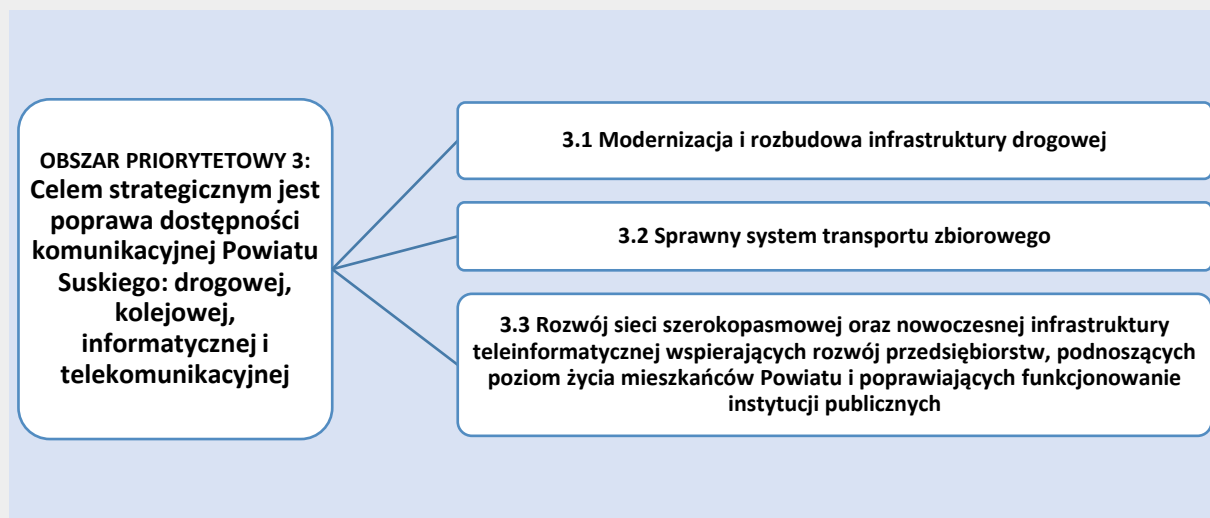 OBSZAR PRIORYTETOWY 3:
Celem strategicznym jest
poprawa dostępności
komunikacyjnej Powiatu
Suskiego: drogowej,
kolejowej,
informatycznej i
telekomunikacyjnej
3.1 Modernizacja i rozbudowa infrastruktury drogowej
3.2 Sprawny system transportu zbiorowego
3.3 Rozwój sieci szerokopasmowej oraz nowoczesnej infrastruktury
teleinformatycznej wspierających rozwój przedsiębiorstw, podnoszących
poziom życia mieszkańców Powiatu i poprawiających funkcjonowanie
instytucji publicznych